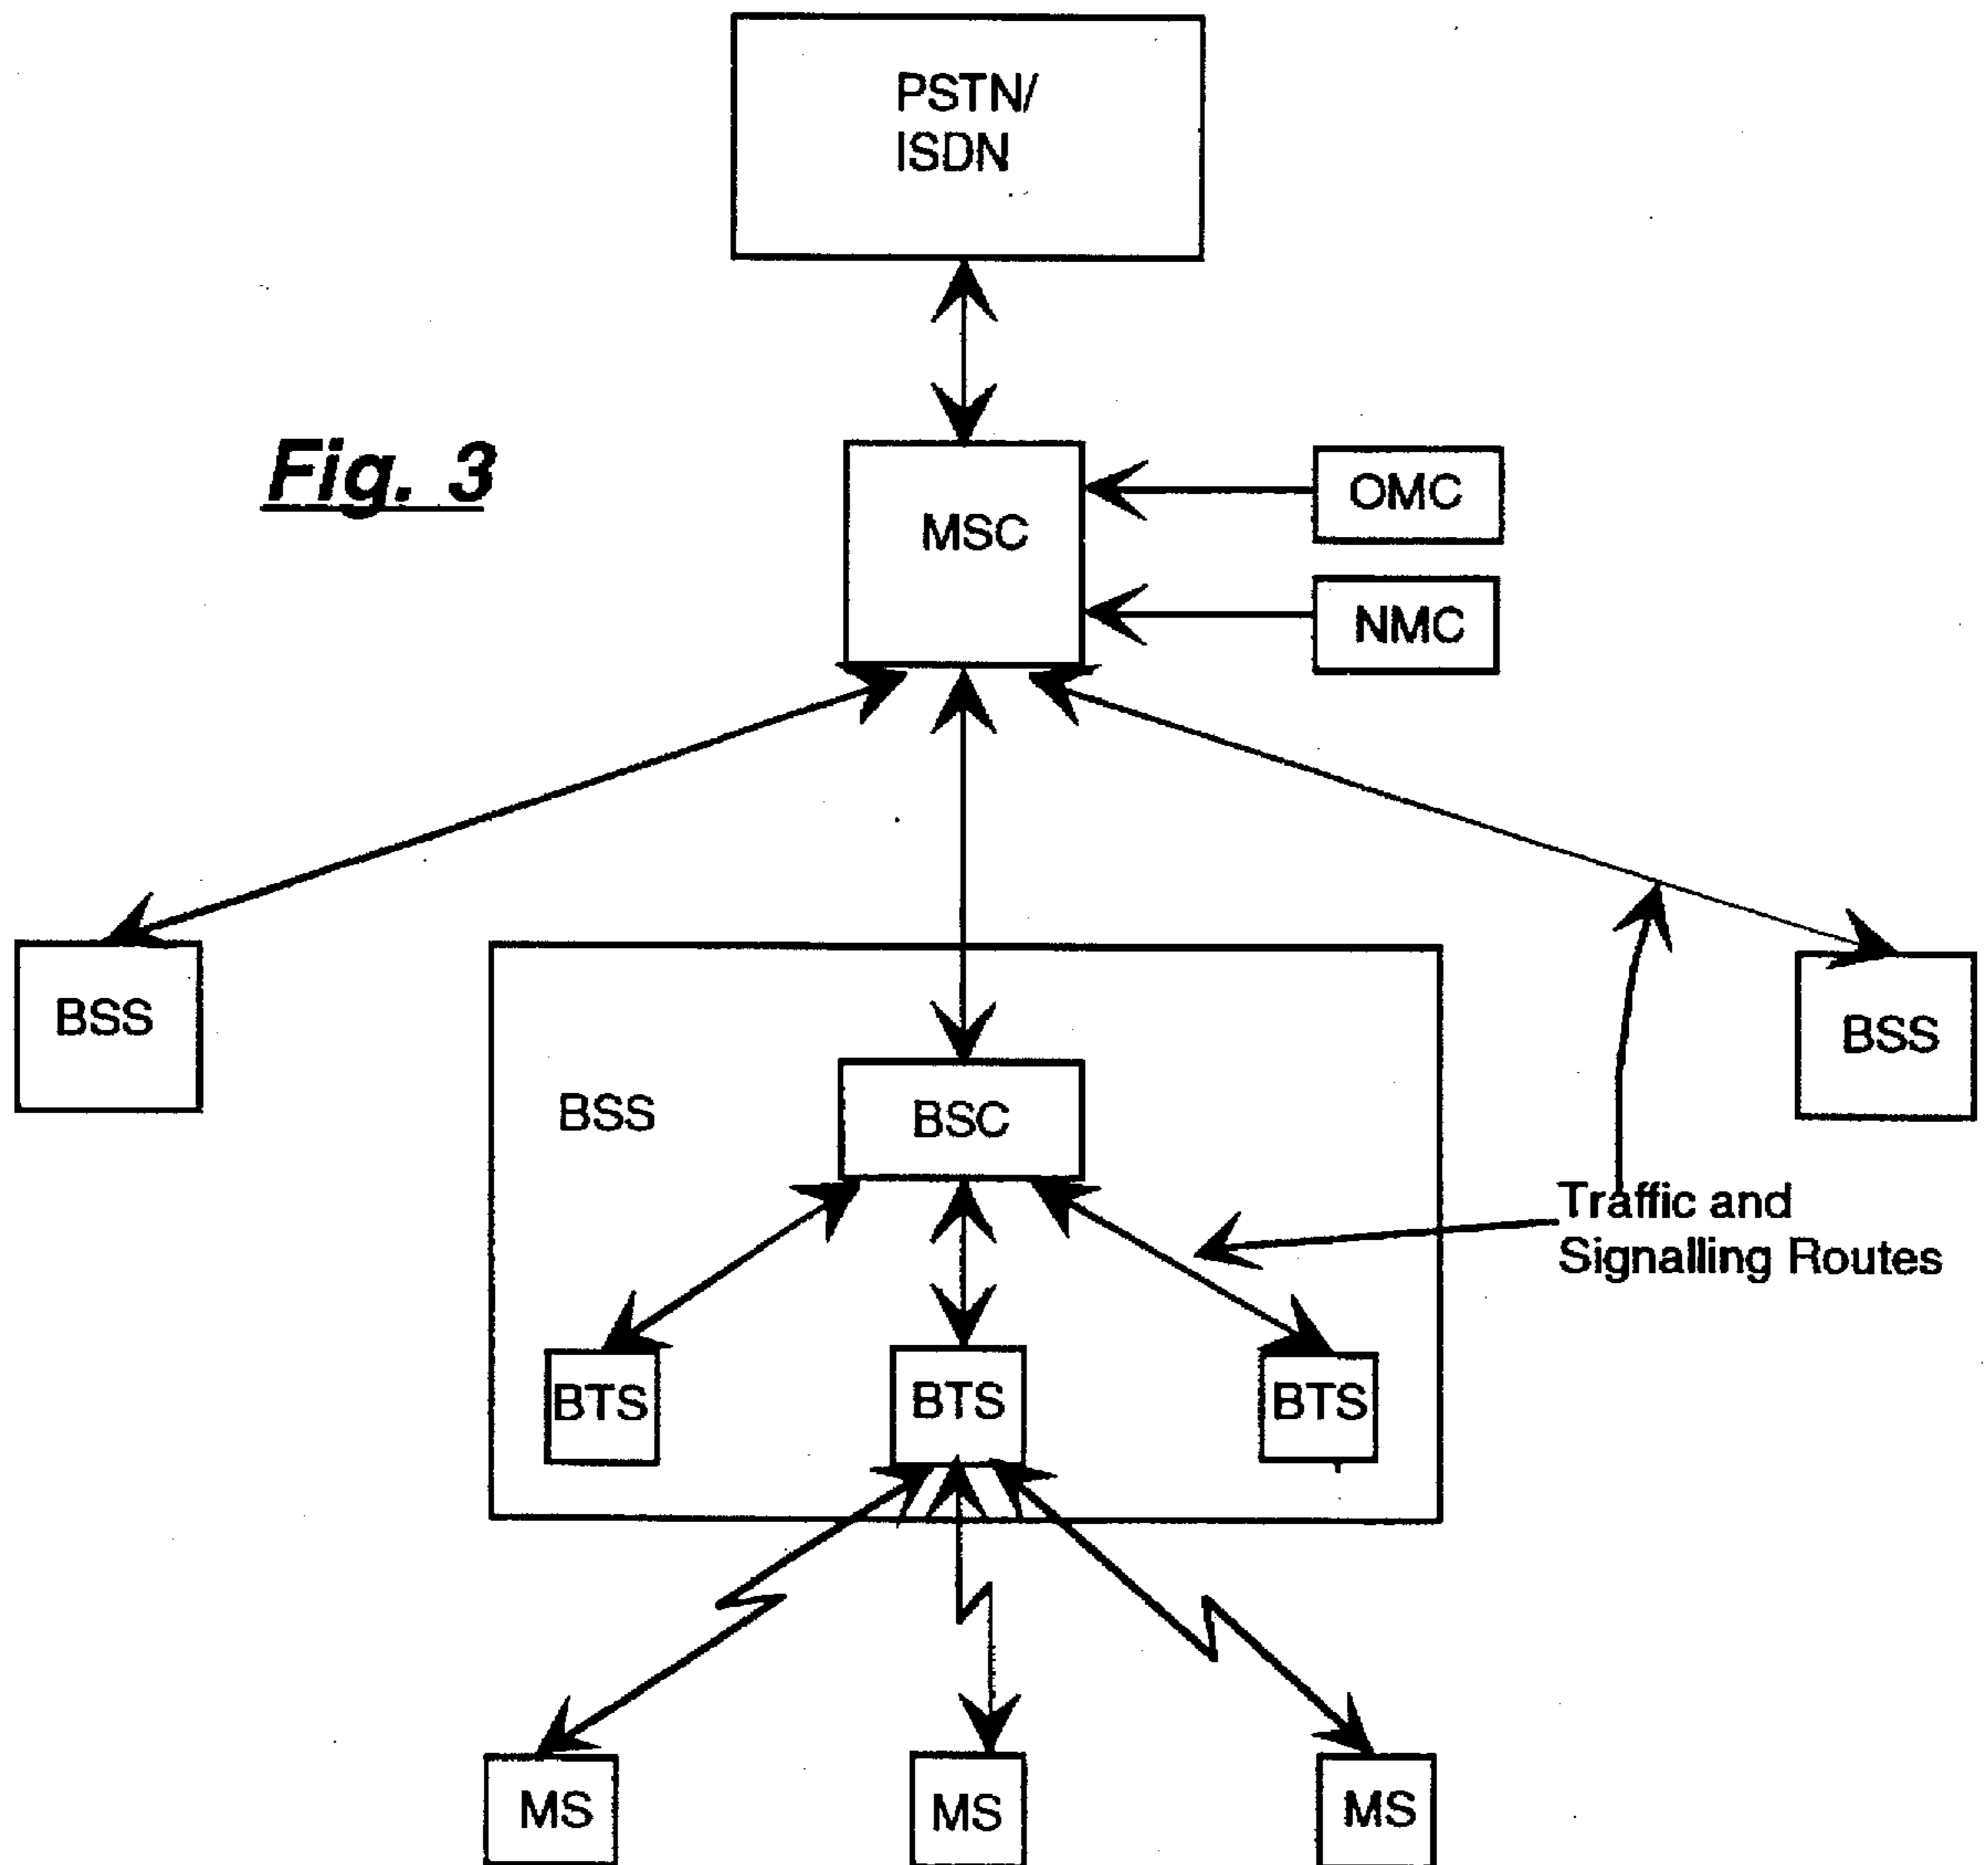 PSTN/
ISDN
Fig. 3
MSC
OMC
NMC
BSS
BSS
BSS
BSC
Traffic and
Signalling Routes
BTS
BTS
BTS
MS
MS
MS